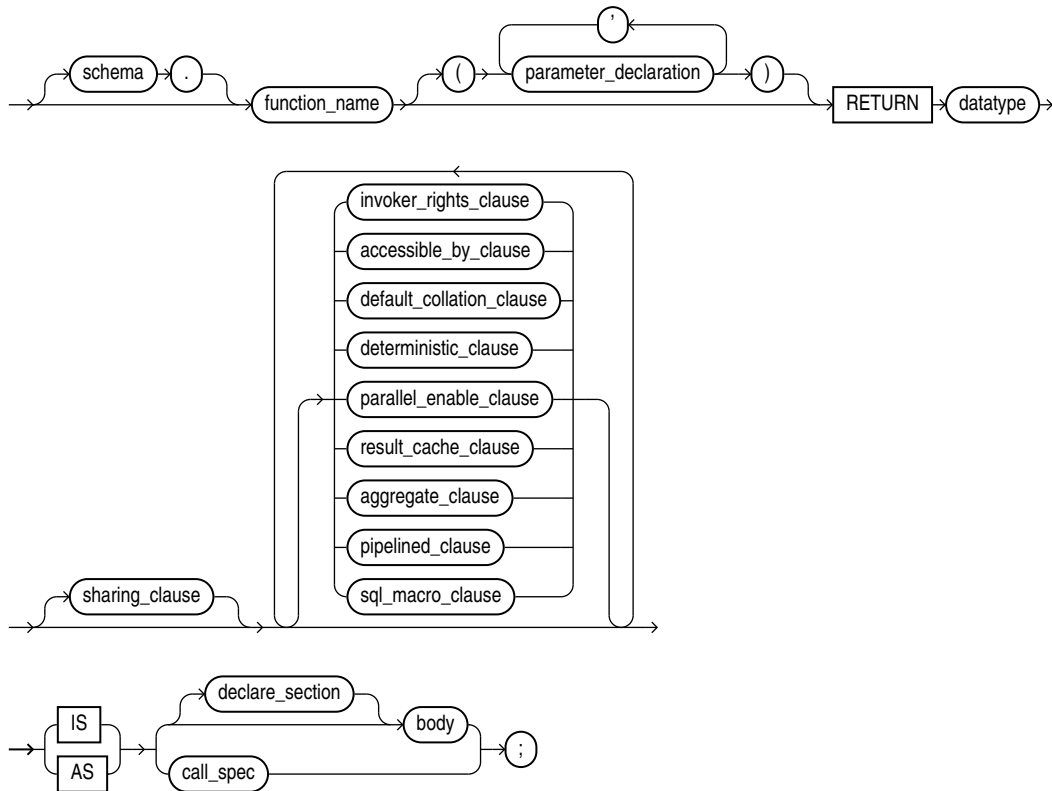 ,
schema . ( parameter_declaration )
function_name RETURN datatype
invoker_rights_clause
accessible_by_clause
default_collation_clause
deterministic_clause
parallel_enable_clause
result_cache_clause
aggregate_clause
pipelined_clause
sharing_clause sql_macro_clause
declare_section
IS body
;
AS call_spec